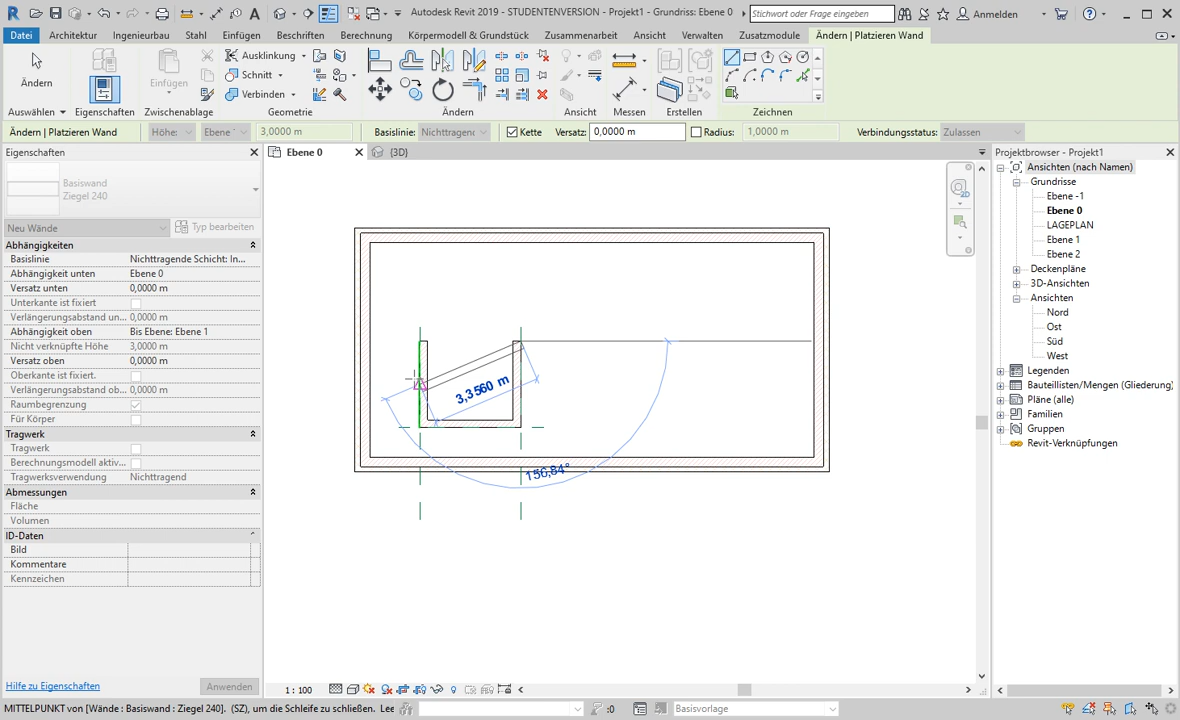 Autodesk Revit 2019 - STUDENTENVERSION - Projekt1 - Grundriss: Ebene 0
Stichwort oder Frage eingeben
Anmelden
Datei Architektur Ingenieurbau Stahl Einfügen Beschriften Berechnung Körpermodell & Grundstück Zusammenarbeit Ansicht Verwalten Zusatzmodule Ändern | Platzieren Wand
Ändern Einfügen
Ausklinkung
Schnitt
Verbinden
Auswählen Eigenschaften Zwischenablage Geometrie Ändern Ansicht Messen Erstellen Zeichnen
Ändern | Platzieren Wand Höhe: Ebene 3,0000 m Basislinie: Nichttragend Kette Versatz: 0,0000 m Radius: 1,0000 m Verbindungsstatus: Zulassen
Eigenschaften
Basiswand
Ziegel 240
Neue Wände Typ bearbeiten
Abhängigkeiten
Basislinie Nichttragende Schicht: In...
Abhängigkeit unten Ebene 0
Versatz unten 0,0000 m
Unterkante ist fixiert
Verlängerungsabstand un... 0,0000 m
Abhängigkeit oben Bis Ebene: Ebene 1
Nicht verknüpfte Höhe 3,0000 m
Versatz oben 0,0000 m
Oberkante ist fixiert.
Verlängerungsabstand ob... 0,0000 m
Raumbegrenzung
Für Körper
Tragwerk
Tragwerk
Berechnungsmodell aktiv...
Tragwerksverwendung Nichttragend
Abmessungen
Fläche
Volumen
ID-Daten
Bild
Kommentare
Kennzeichen
Hilfe zu Eigenschaften Anwenden
Ebene 0 {3D}
3,3560 m
156,84°
1 : 100
Projektbrowser - Projekt1
Ansichten (nach Namen)
Grundrisse
Ebene -1
Ebene 0
LAGEPLAN
Ebene 1
Ebene 2
Deckenpläne
3D-Ansichten
Ansichten
Nord
Ost
Süd
West
Legenden
Bauteillisten/Mengen (Gliederung)
Pläne (alle)
Familien
Gruppen
Revit-Verknüpfungen
MITTELPUNKT von [Wände : Basiswand : Ziegel 240]. (SZ), um die Schleife zu schließen. Lee
:0 Basisvorlage